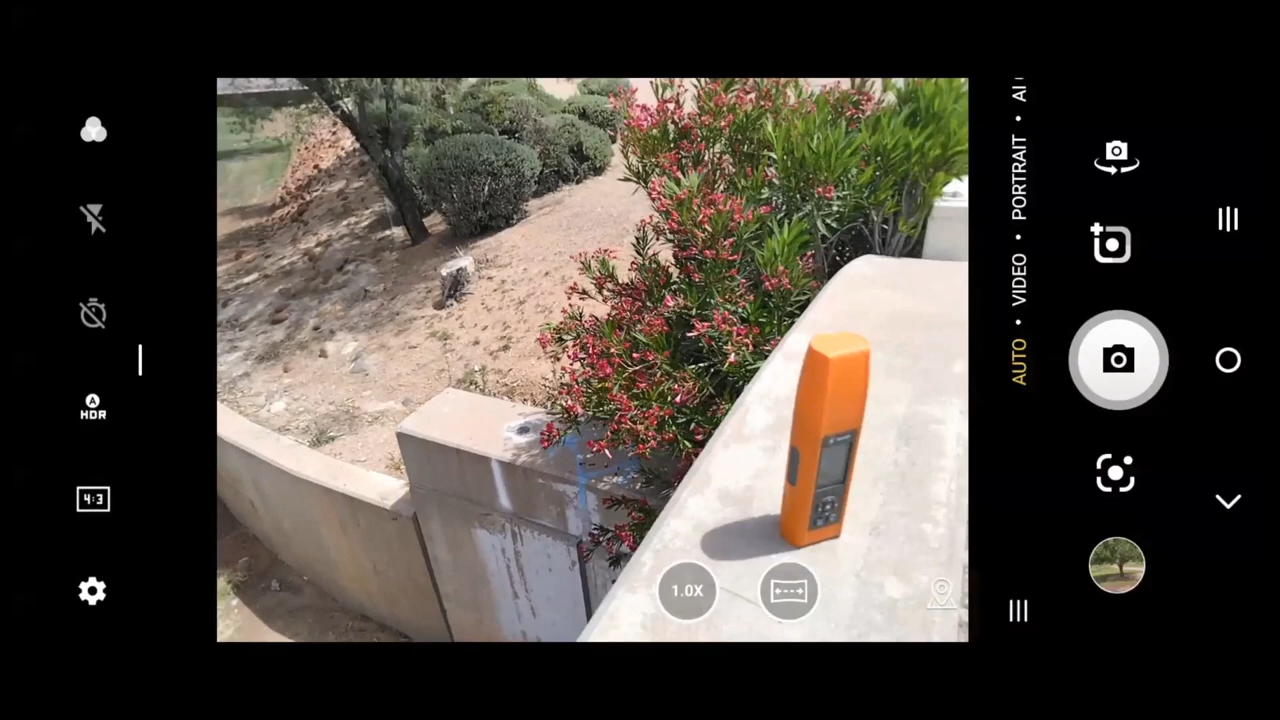 HDR
4:3
1.0X
AUTO • VIDEO • PORTRAIT • AI